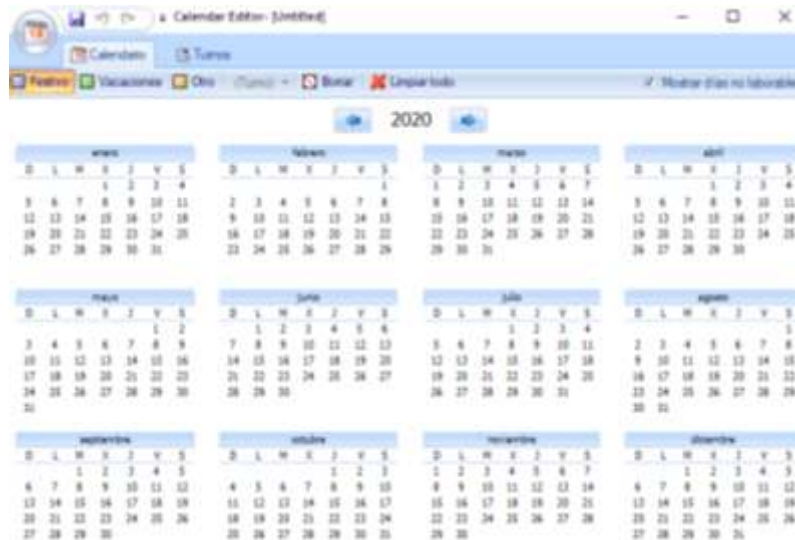 Calendar Editor- [Untitled]
Calendario Turnos
Festivo Vacaciones Otro (Turno) Borrar Limpiar todo Mostrar días no laborables
2020
enero febrero marzo abril
D L M X J V S D L M X J V S D L M X J V S D L M X J V S
1 2 3 4 1 1 2 3 4 5 6 7 1 2 3 4
5 6 7 8 9 10 11 2 3 4 5 6 7 8 8 9 10 11 12 13 14 5 6 7 8 9 10 11
12 13 14 15 16 17 18 9 10 11 12 13 14 15 15 16 17 18 19 20 21 12 13 14 15 16 17 18
19 20 21 22 23 24 25 16 17 18 19 20 21 22 22 23 24 25 26 27 28 19 20 21 22 23 24 25
26 27 28 29 30 31 23 24 25 26 27 28 29 29 30 31 26 27 28 29 30
mayo junio julio agosto
D L M X J V S D L M X J V S D L M X J V S D L M X J V S
1 2 1 2 3 4 5 6 1 2 3 4 1
3 4 5 6 7 8 9 7 8 9 10 11 12 13 5 6 7 8 9 10 11 2 3 4 5 6 7 8
10 11 12 13 14 15 16 14 15 16 17 18 19 20 12 13 14 15 16 17 18 9 10 11 12 13 14 15
17 18 19 20 21 22 23 21 22 23 24 25 26 27 19 20 21 22 23 24 25 16 17 18 19 20 21 22
24 25 26 27 28 29 30 28 29 30 26 27 28 29 30 31 23 24 25 26 27 28 29
31 30 31
septiembre octubre noviembre diciembre
D L M X J V S D L M X J V S D L M X J V S D L M X J V S
1 2 3 4 5 1 2 3 1 2 3 4 5 6 7 1 2 3 4 5
6 7 8 9 10 11 12 4 5 6 7 8 9 10 8 9 10 11 12 13 14 6 7 8 9 10 11 12
13 14 15 16 17 18 19 11 12 13 14 15 16 17 15 16 17 18 19 20 21 13 14 15 16 17 18 19
20 21 22 23 24 25 26 18 19 20 21 22 23 24 22 23 24 25 26 27 28 20 21 22 23 24 25 26
27 28 29 30 25 26 27 28 29 30 31 29 30 27 28 29 30 31